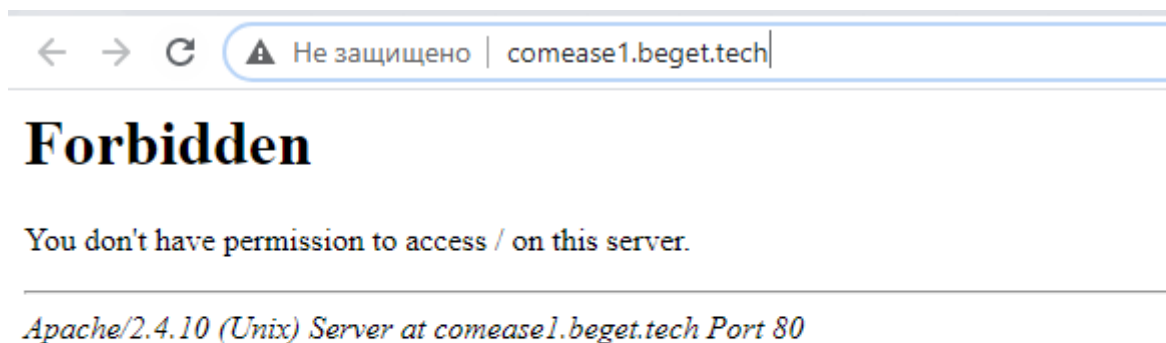 Не защищено comease1.beget.tech
Forbidden
You don't have permission to access / on this server.
Apache/2.4.10 (Unix) Server at comease1.beget.tech Port 80